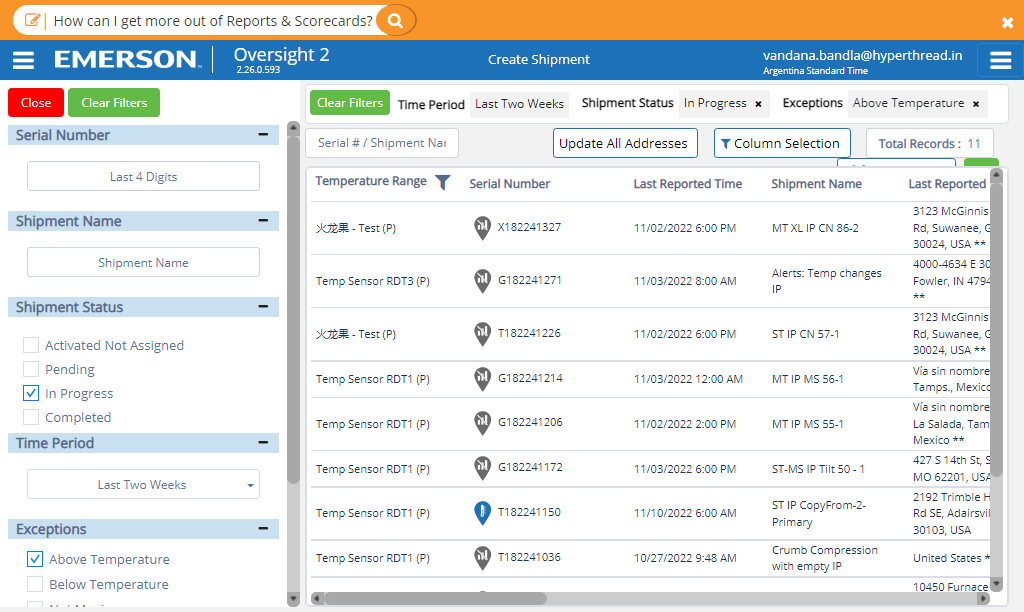 How can I get more out of Reports & Scorecards?
EMERSON
Oversight 2
2.26.0.593
Create Shipment
vandana.bandla@hyperthread.in
Argentina Standard Time
Close
Clear Filters
Serial Number
Last 4 Digits
Shipment Name
Shipment Name
Shipment Status
Activated Not Assigned
Pending
In Progress
Completed
Time Period
Last Two Weeks
Exceptions
Above Temperature
Below Temperature
Clear Filters
Time Period
Last Two Weeks
Shipment Status
In Progress ×
Exceptions
Above Temperature ×
Serial # / Shipment Nar
Update All Addresses
Column Selection
Total Records : 11
Temperature Range
Serial Number
Last Reported Time
Shipment Name
Last Reported
火龙果 - Test (P)
X182241327
11/02/2022 6:00 PM
MT XL IP CN 86-2
3123 McGinnis
Rd, Suwanee, G
30024, USA **
Temp Sensor RDT3 (P)
G182241271
11/03/2022 8:00 AM
Alerts: Temp changes
IP
4000-4634 E 30
Fowler, IN 4794
**
火龙果 - Test (P)
T182241226
11/02/2022 6:00 PM
ST IP CN 57-1
3123 McGinnis
Rd, Suwanee, G
30024, USA **
Temp Sensor RDT1 (P)
G182241214
11/03/2022 12:00 AM
MT IP MS 56-1
Vía sin nombre
Tamps., Mexico
Temp Sensor RDT1 (P)
G182241206
11/02/2022 2:00 PM
MT IP MS 55-1
Vía sin nombre
La Salada, Tam
Mexico **
Temp Sensor RDT1 (P)
G182241172
11/03/2022 6:00 PM
ST-MS IP Tilt 50 - 1
427 S 14th St, S
MO 62201, USA
Temp Sensor RDT1 (P)
T182241150
11/10/2022 6:00 AM
ST IP CopyFrom-2-
Primary
2192 Trimble H
Rd SE, Adairsvil
30103, USA
Temp Sensor RDT1 (P)
T182241036
10/27/2022 9:48 AM
Crumb Compression
with empty IP
United States *
10450 Furnace